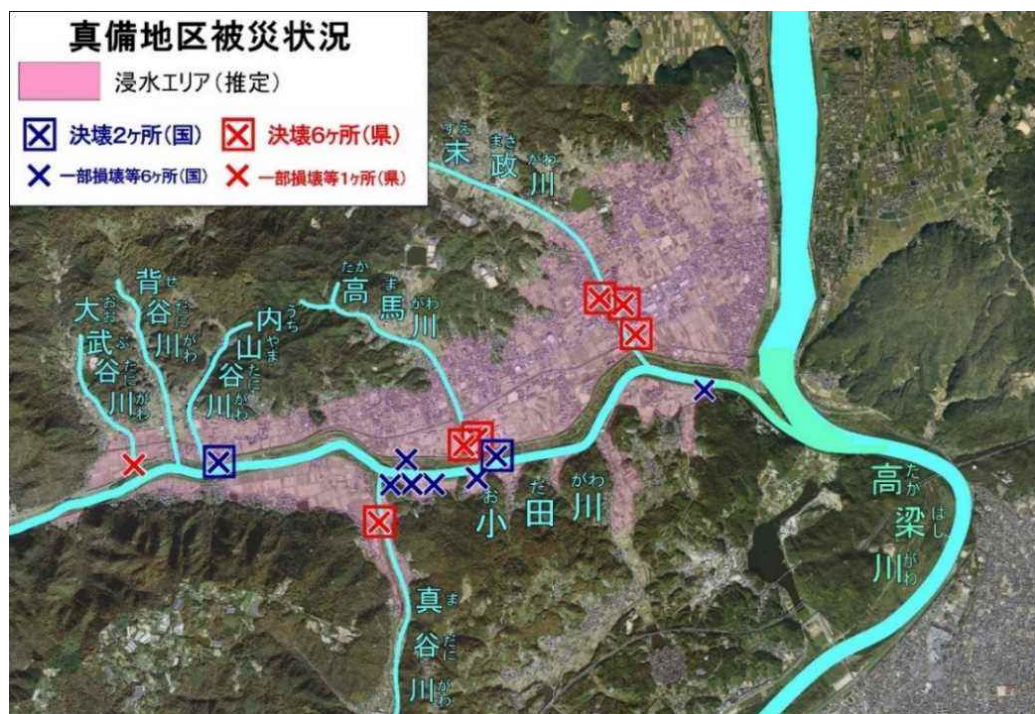 真備地区被災状況
浸水エリア(推定)
決壊2ケ所(国)
決壊6ケ所(県)
一部損壊等6ケ所(国)
一部損壊等1ケ所(県)
末政川
すえまさがわ
高馬川
たかまがわ
背谷川
せたにがわ
大武谷川
おおぶたにがわ
内山谷川
うちやまたにがわ
小田川
おだがわ
高梁川
たかはしがわ
真谷川
まだにがわ